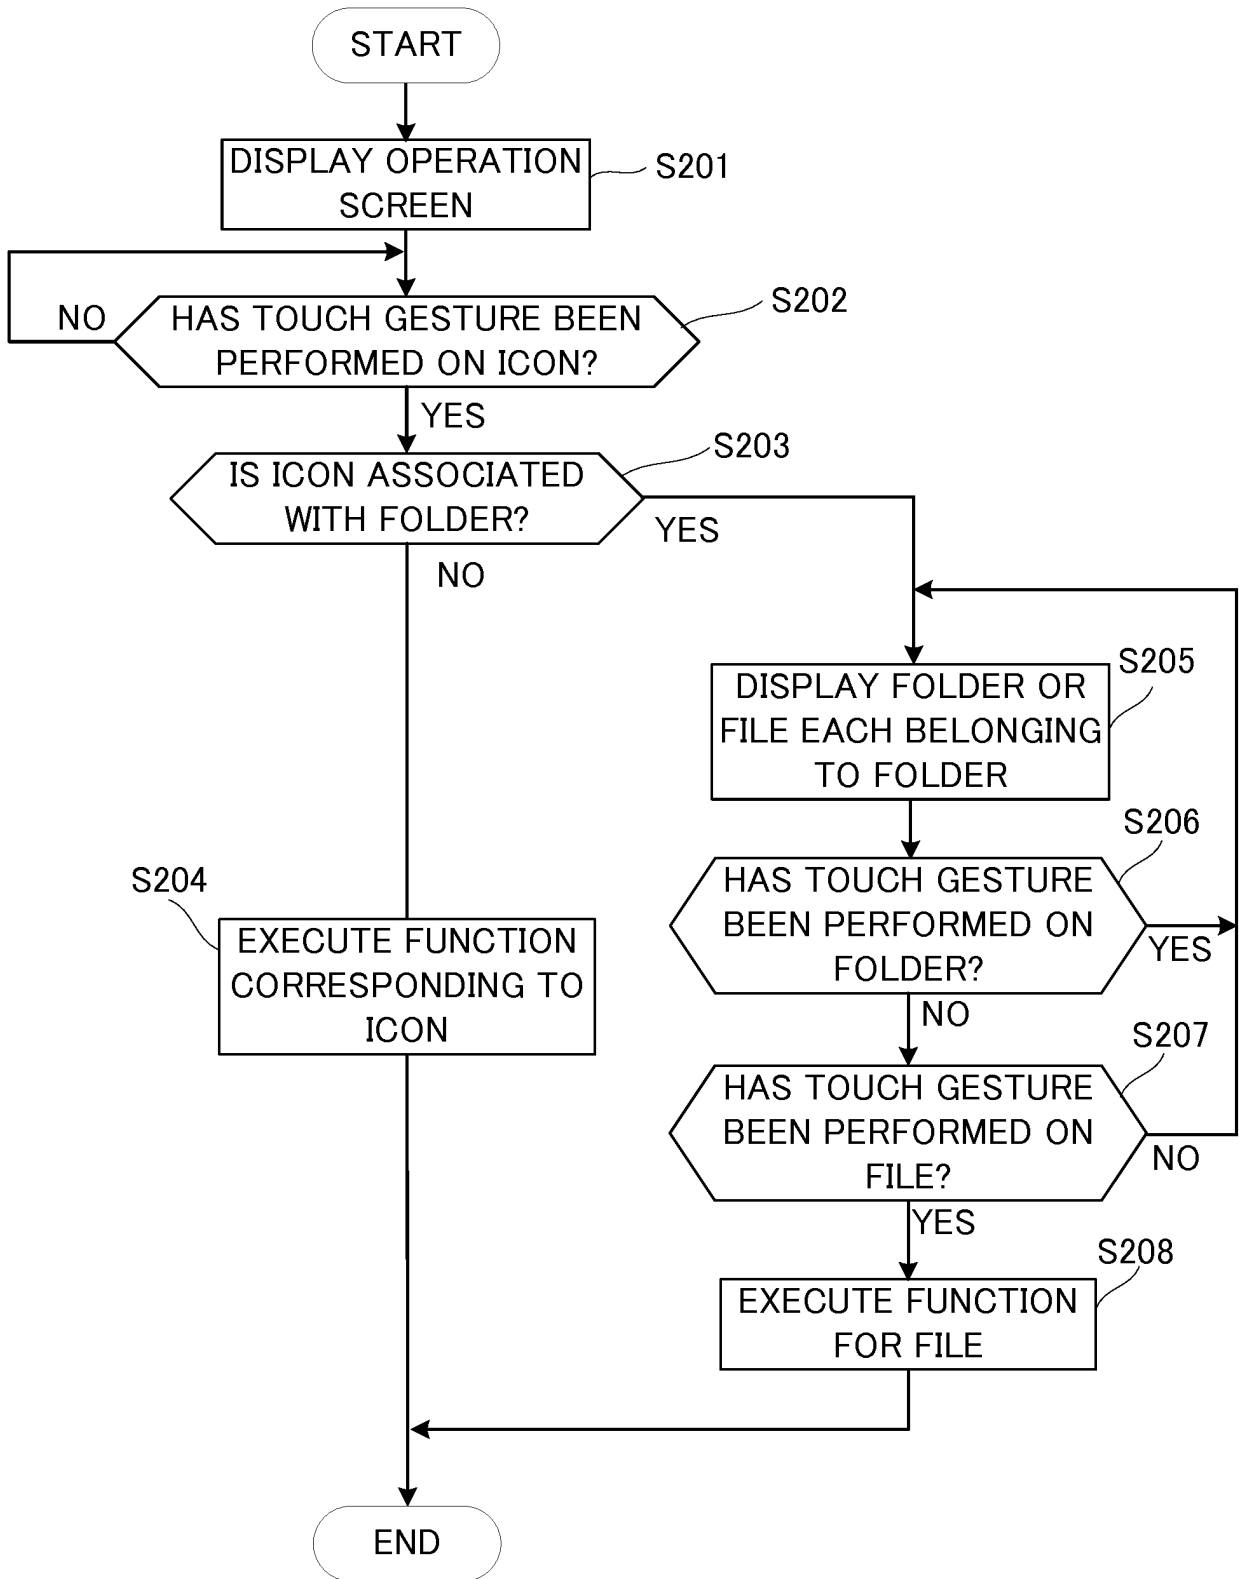 START
DISPLAY OPERATION
SCREEN
S201
NO
HAS TOUCH GESTURE BEEN
PERFORMED ON ICON?
S202
YES
IS ICON ASSOCIATED
WITH FOLDER?
S203
YES
NO
DISPLAY FOLDER OR
FILE EACH BELONGING
TO FOLDER
S205
HAS TOUCH GESTURE
BEEN PERFORMED ON
FOLDER?
S206
YES
NO
S204
EXECUTE FUNCTION
CORRESPONDING TO
ICON
HAS TOUCH GESTURE
BEEN PERFORMED ON
FILE?
S207
NO
YES
EXECUTE FUNCTION
FOR FILE
S208
END